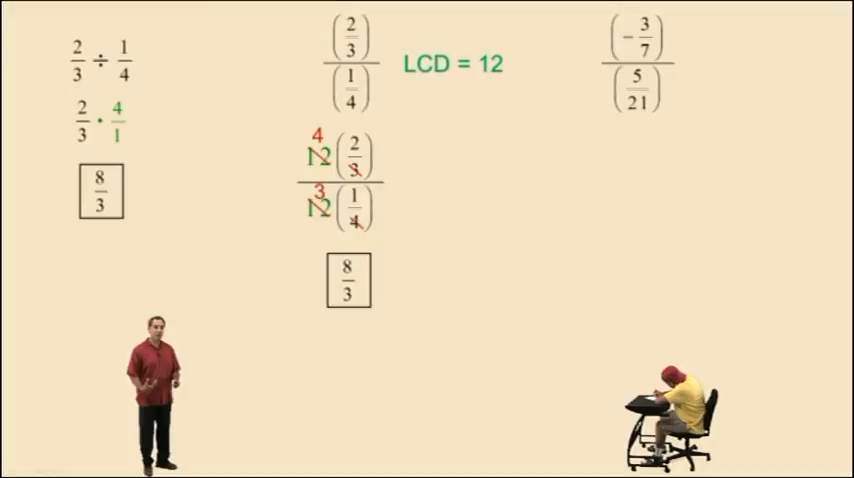 2/3 ÷ 1/4
2/3 · 4/1
8/3
(2/3)/(1/4) LCD = 12
4
12(2/3)
3
12(1/4)
8/3
(-3/7)/(5/21)